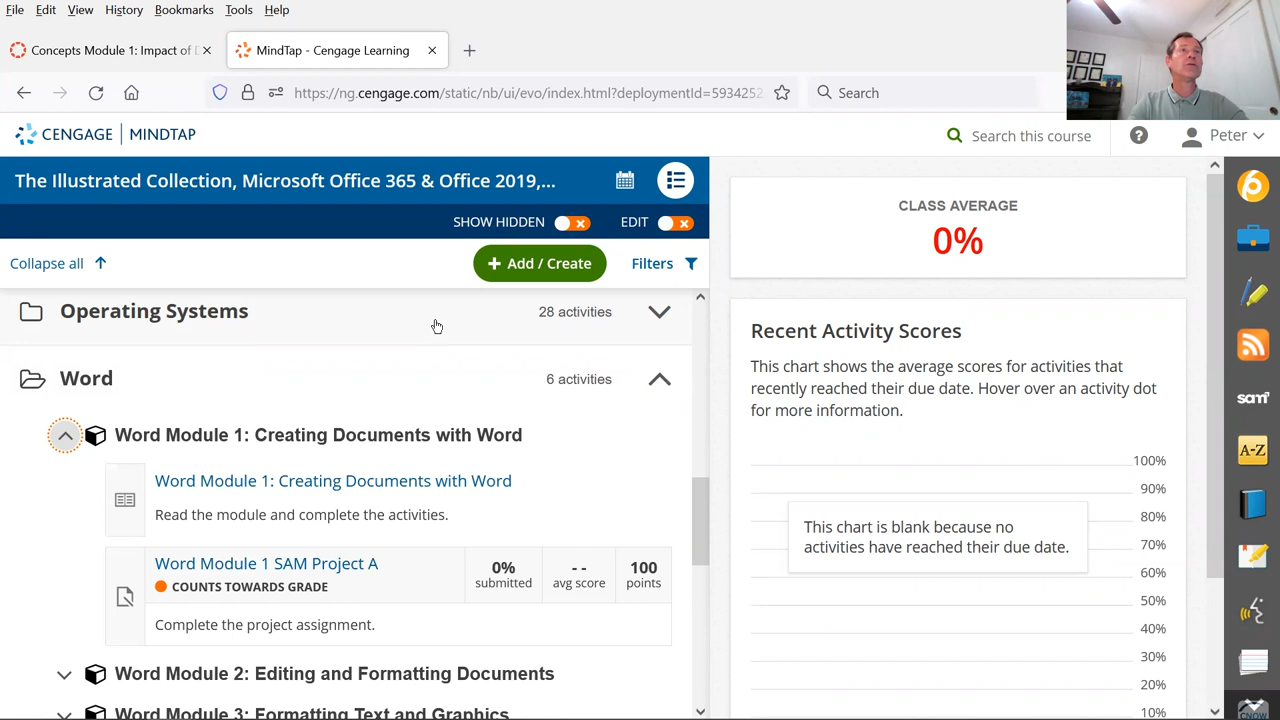 File Edit View History Bookmarks Tools Help
Concepts Module 1: Impact of
MindTap - Cengage Learning
https://ng.cengage.com/static/nb/ui/evo/index.html?deploymentId=5934252
Search
CENGAGE | MINDTAP
Search this course
Peter
The Illustrated Collection, Microsoft Office 365 & Office 2019,...
SHOW HIDDEN
EDIT
Collapse all
+ Add / Create
Filters
Operating Systems
28 activities
Word
6 activities
Word Module 1: Creating Documents with Word
Word Module 1: Creating Documents with Word
Read the module and complete the activities.
Word Module 1 SAM Project A
COUNTS TOWARDS GRADE
0%
submitted
- -
avg score
100
points
Complete the project assignment.
Word Module 2: Editing and Formatting Documents
Word Module 3: Formatting Text and Graphics
CLASS AVERAGE
0%
Recent Activity Scores
This chart shows the average scores for activities that
recently reached their due date. Hover over an activity dot
for more information.
100%
90%
80%
70%
60%
50%
40%
30%
20%
10%
This chart is blank because no
activities have reached their due date.
sam
A-Z
CNOW